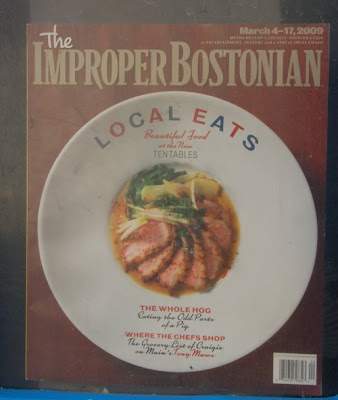 The
March 4–17, 2009
IMPROPER BOSTONIAN
LOCAL EATS
Beautiful Food
at the New
TEN TABLES
THE WHOLE HOG
Eating the Odd Parts
of a Pig
WHERE THE CHEFS SHOP
The Grocery List of Craigie
on Main's Tony Maws